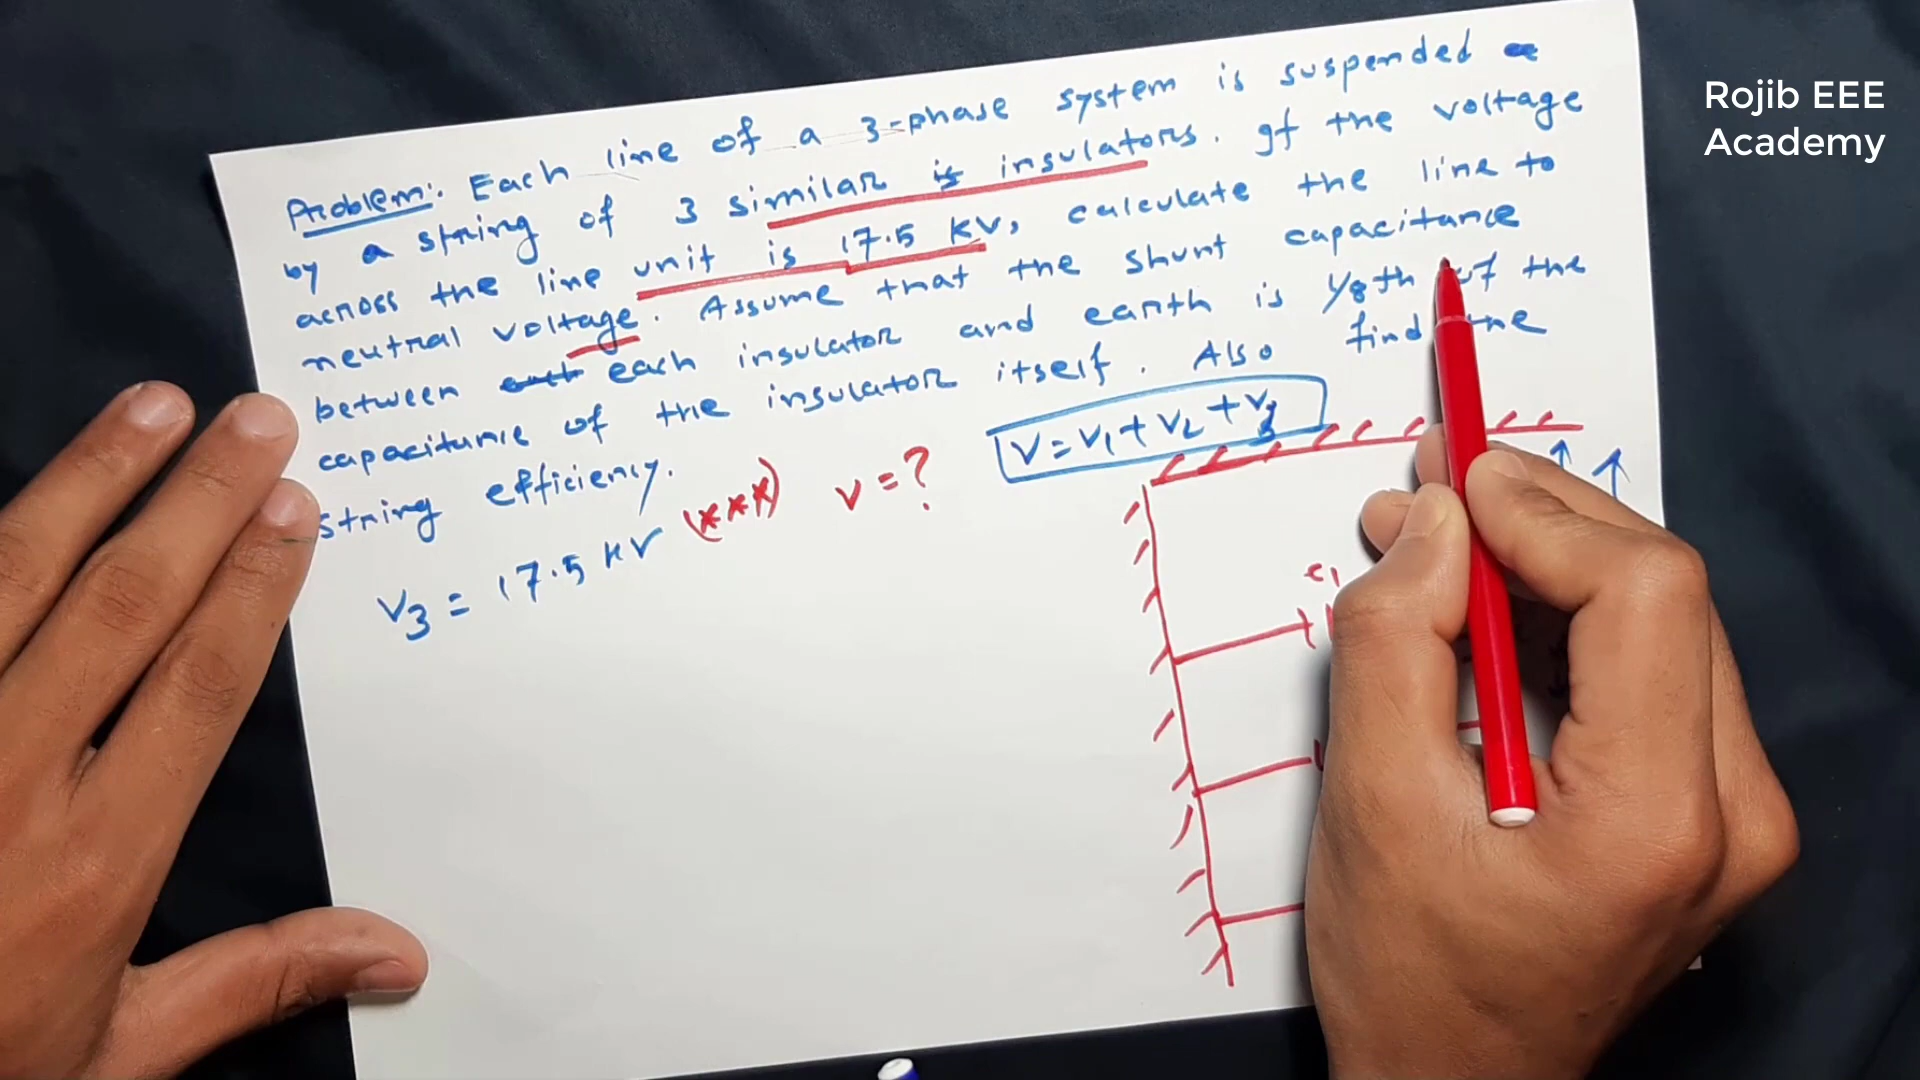 Problem: Each line of a 3-phase system is suspended
by a string of 3 similar insulators. If the voltage
across the line unit is 17.5 KV, calculate the line to
neutral voltage. Assume that the shunt capacitance
between each insulator and earth is 1/8th of the
capacitance of the insulator itself. Also find the
string efficiency.
V = V1 + V2 + V3
V3 = 17.5 KV (***) V = ?
C1
Rojib EEE
Academy